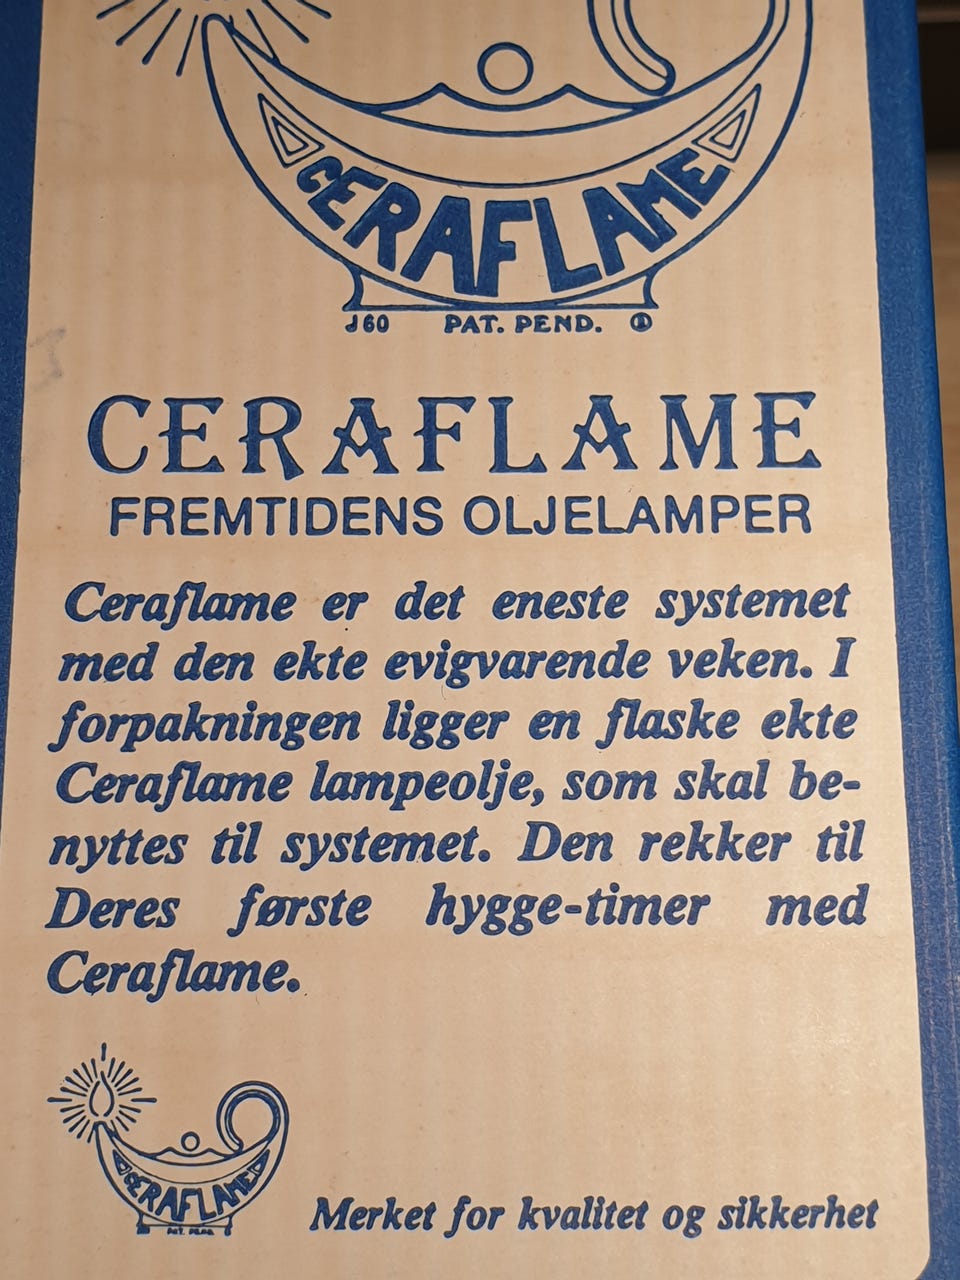 CERAFLAME
J60 PAT. PEND.
CERAFLAME
FREMTIDENS OLJELAMPER
Ceraflame er det eneste systemet
med den ekte evigvarende veken. I
forpakningen ligger en flaske ekte
Ceraflame lampeolje, som skal be-
nyttes til systemet. Den rekker til
Deres første hygge-timer med
Ceraflame.
CERAFLAME
PAT. PEND.
Merket for kvalitet og sikkerhet